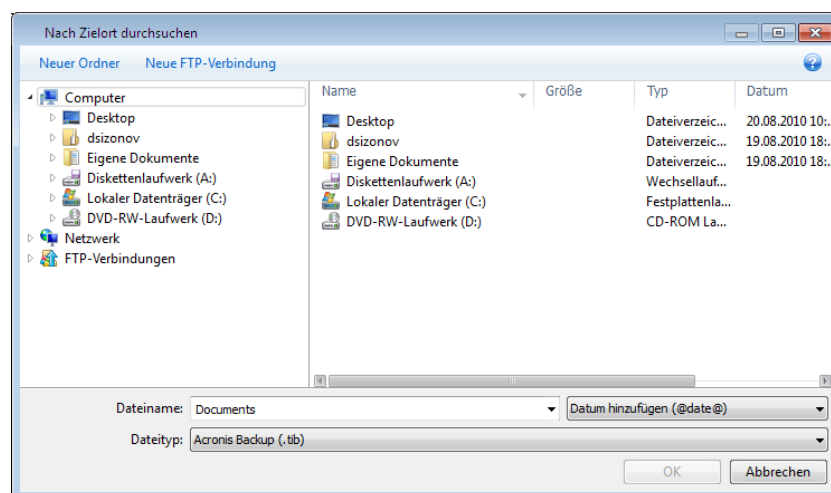 Nach Zielort durchsuchen
Neuer Ordner Neue FTP-Verbindung
Computer
Desktop
dsizonov
Eigene Dokumente
Diskettenlaufwerk (A:)
Lokaler Datenträger (C:)
DVD-RW-Laufwerk (D:)
Netzwerk
FTP-Verbindungen
Name Größe Typ Datum
Desktop Dateiverzeic... 20.08.2010 10:.
dsizonov Dateiverzeic... 19.08.2010 18:.
Eigene Dokumente Dateiverzeic... 19.08.2010 18:.
Diskettenlaufwerk (A:) Wechsellauf...
Lokaler Datenträger (C:) Festplattenla...
DVD-RW-Laufwerk (D:) CD-ROM La...
Dateiname: Documents Datum hinzufügen (@date@)
Dateityp: Acronis Backup (.tib)
OK Abbrechen